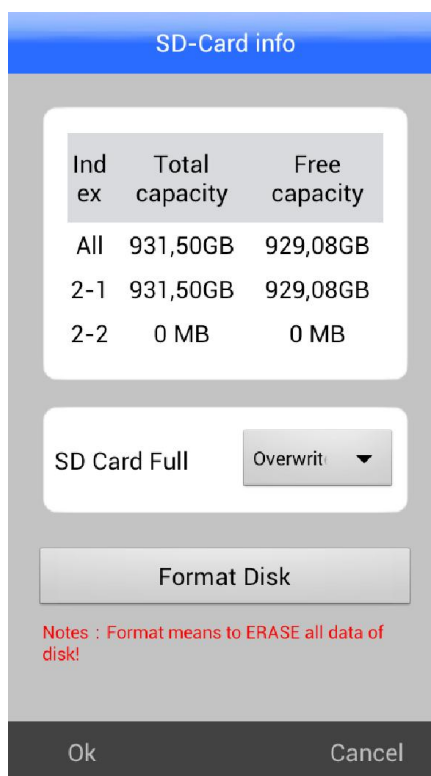 SD-Card info
Ind Total Free
ex capacity capacity
All 931,50GB 929,08GB
2-1 931,50GB 929,08GB
2-2 0 MB 0 MB
SD Card Full Overwrit
Format Disk
Notes : Format means to ERASE all data of
disk!
Ok Cancel